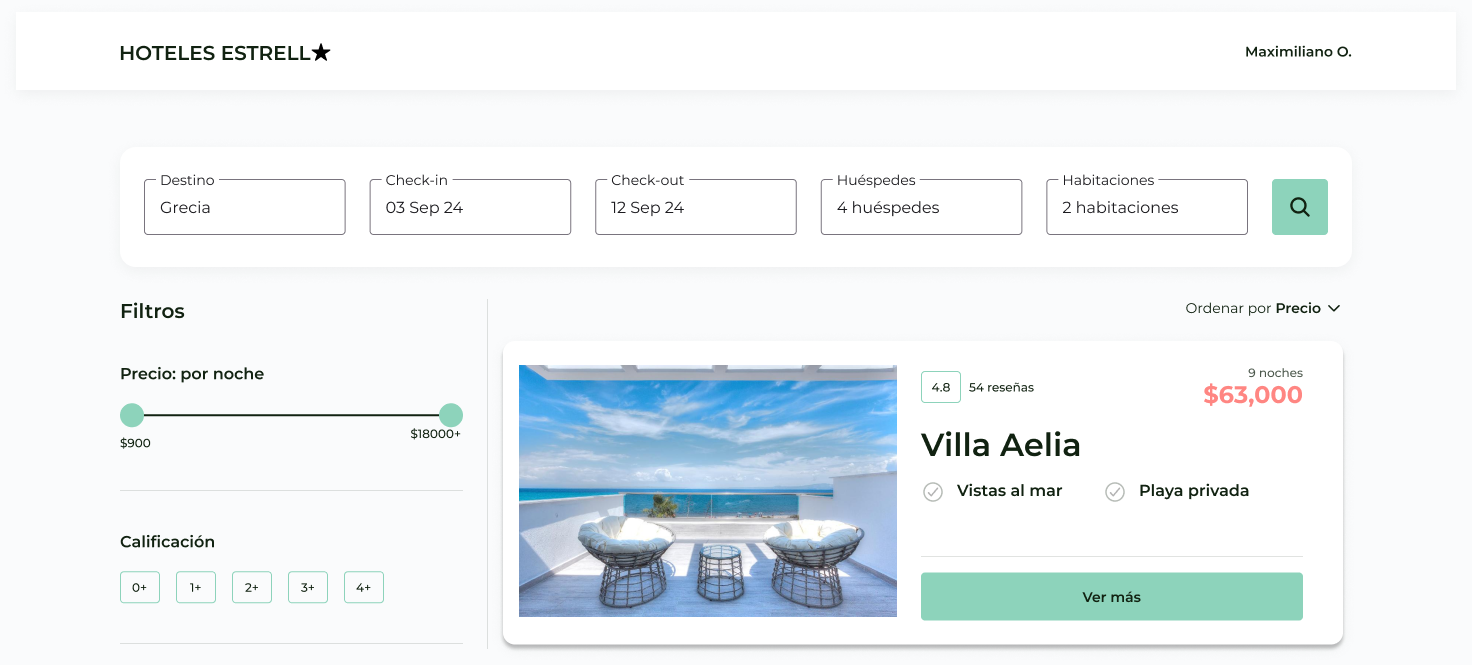 HOTELES ESTRELL★
Maximiliano O.
Destino
Grecia
Check-in
03 Sep 24
Check-out
12 Sep 24
Huéspedes
4 huéspedes
Habitaciones
2 habitaciones
Filtros
Ordenar por Precio
Precio: por noche
$900
$18000+
Calificación
0+ 1+ 2+ 3+ 4+
4.8 54 reseñas
9 noches
$63,000
Villa Aelia
Vistas al mar Playa privada
Ver más